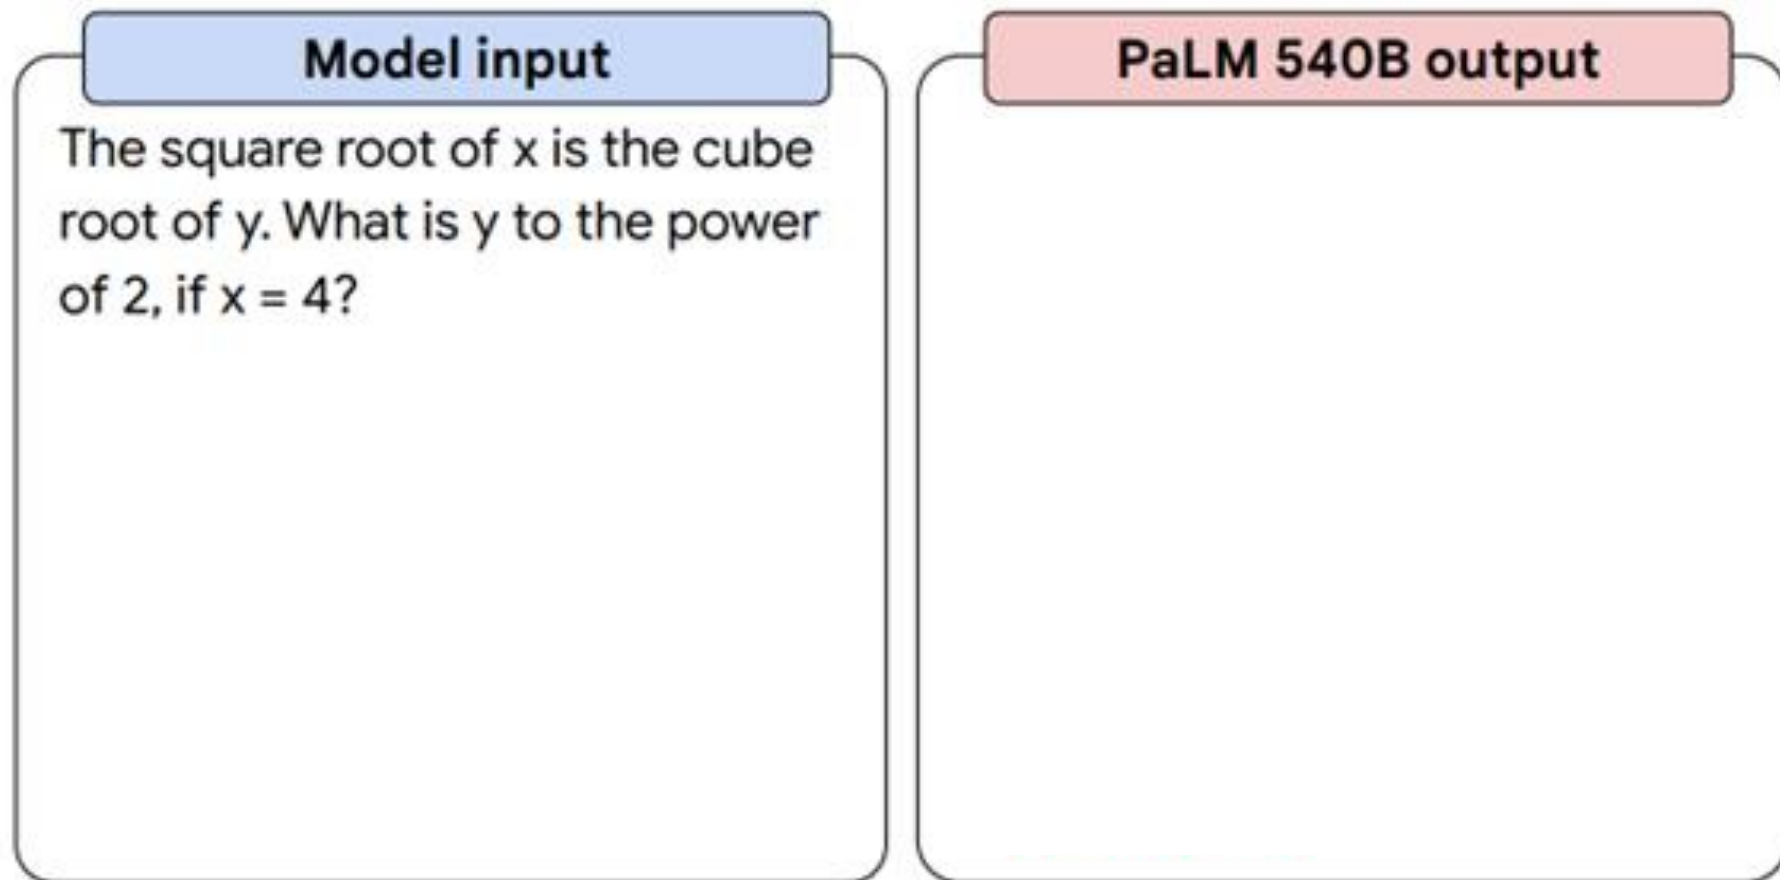 Model input
The square root of x is the cube
root of y. What is y to the power
of 2, if x = 4?
PaLM 540B output